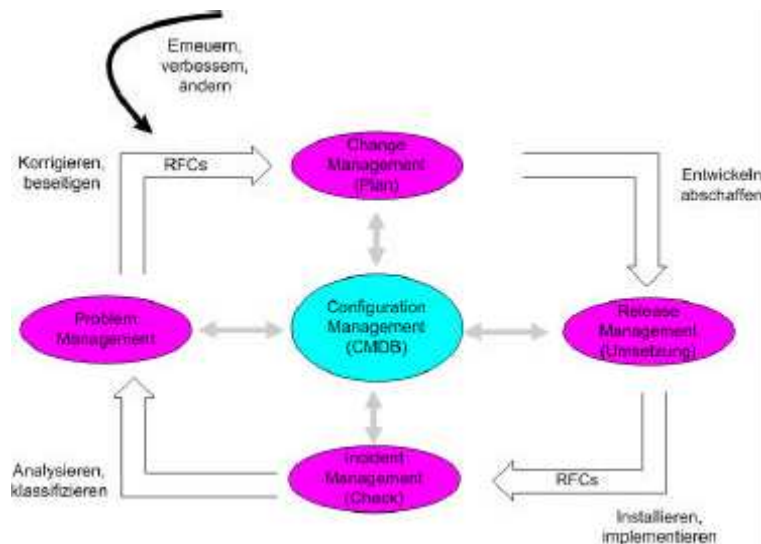 Erneuern,
verbessern,
ändern
Korrigieren,
beseitigen
RFCs
Change
Management
(Plan)
Entwickeln
abschaffen
Problem
Management
Configuration
Management
(CMDB)
Release
Management
(Umsetzung)
Analysieren,
klassifizieren
Incident
Management
(Check)
RFCs
Installieren,
implementieren